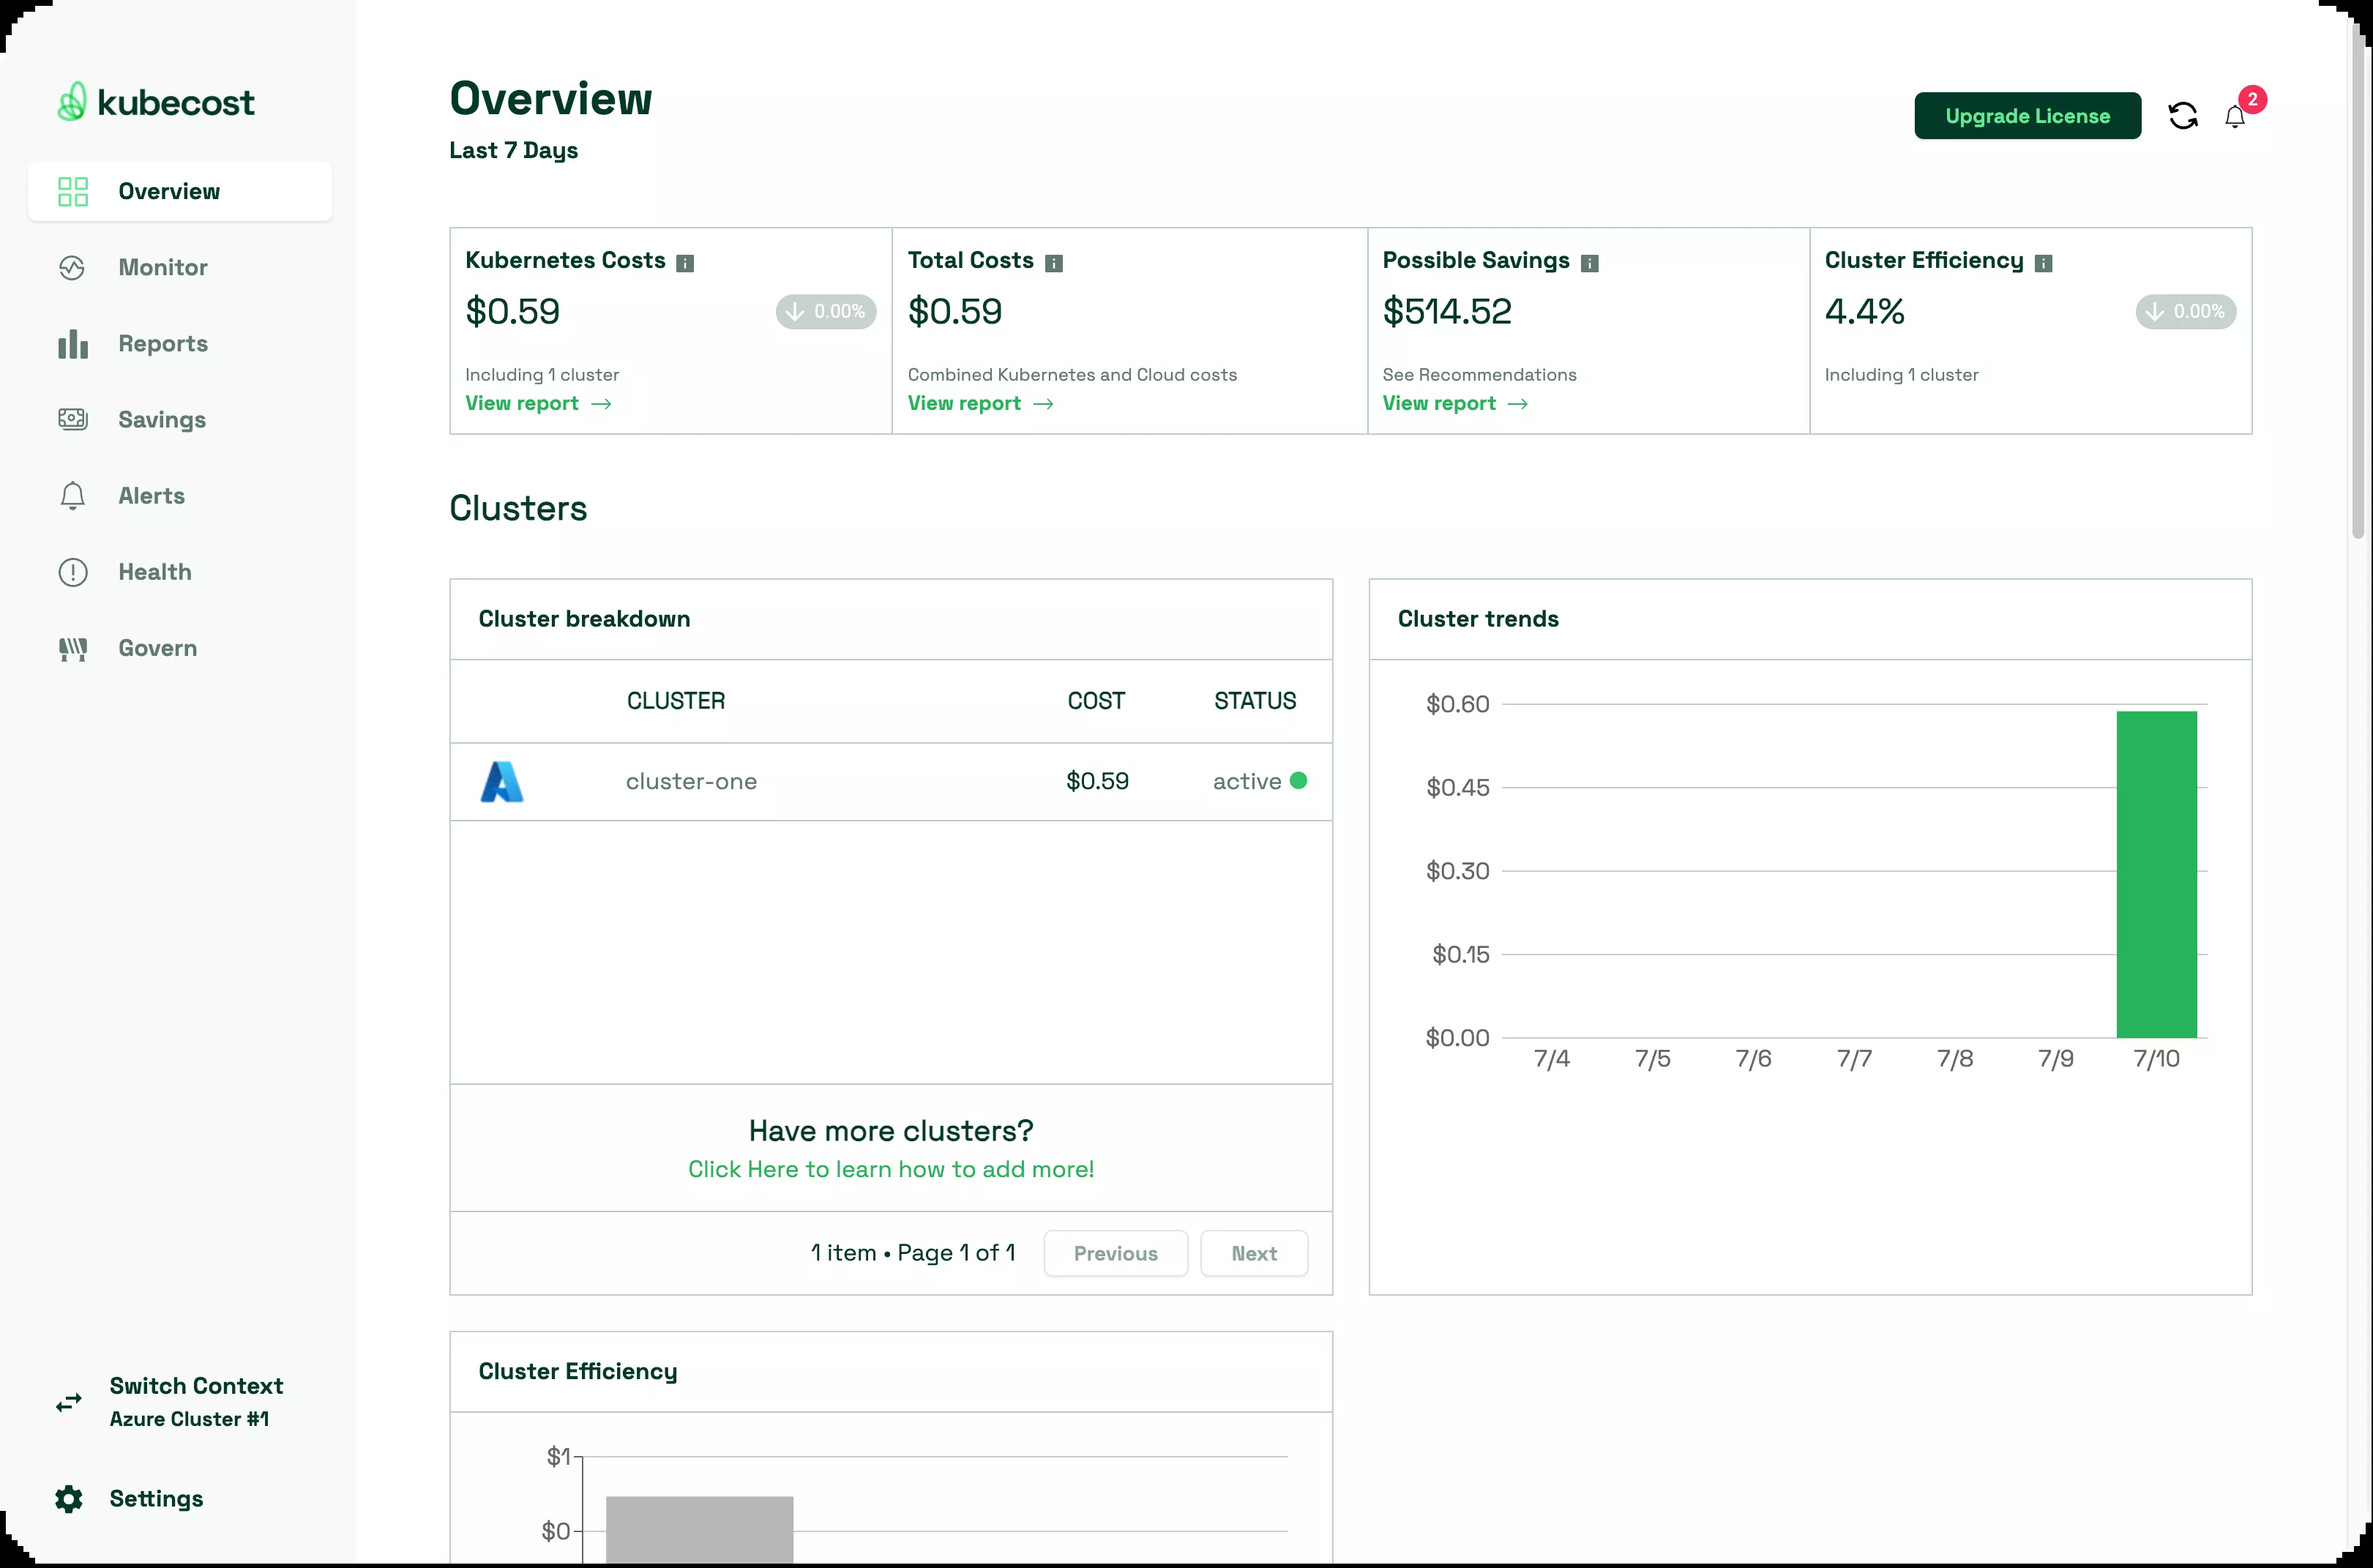 kubecost
Overview
Monitor
Reports
Savings
Alerts
Health
Govern
Switch Context
Azure Cluster #1
Settings
Overview
Last 7 Days
Upgrade License
2
Kubernetes Costs
$0.59
0.00%
Including 1 cluster
View report
Total Costs
$0.59
Combined Kubernetes and Cloud costs
View report
Possible Savings
$514.52
See Recommendations
View report
Cluster Efficiency
4.4%
0.00%
Including 1 cluster
Clusters
Cluster breakdown
CLUSTER COST STATUS
cluster-one $0.59 active
Have more clusters?
Click Here to learn how to add more!
1 item • Page 1 of 1 Previous Next
Cluster trends
$0.60
$0.45
$0.30
$0.15
$0.00
7/4 7/5 7/6 7/7 7/8 7/9 7/10
Cluster Efficiency
$1
$0